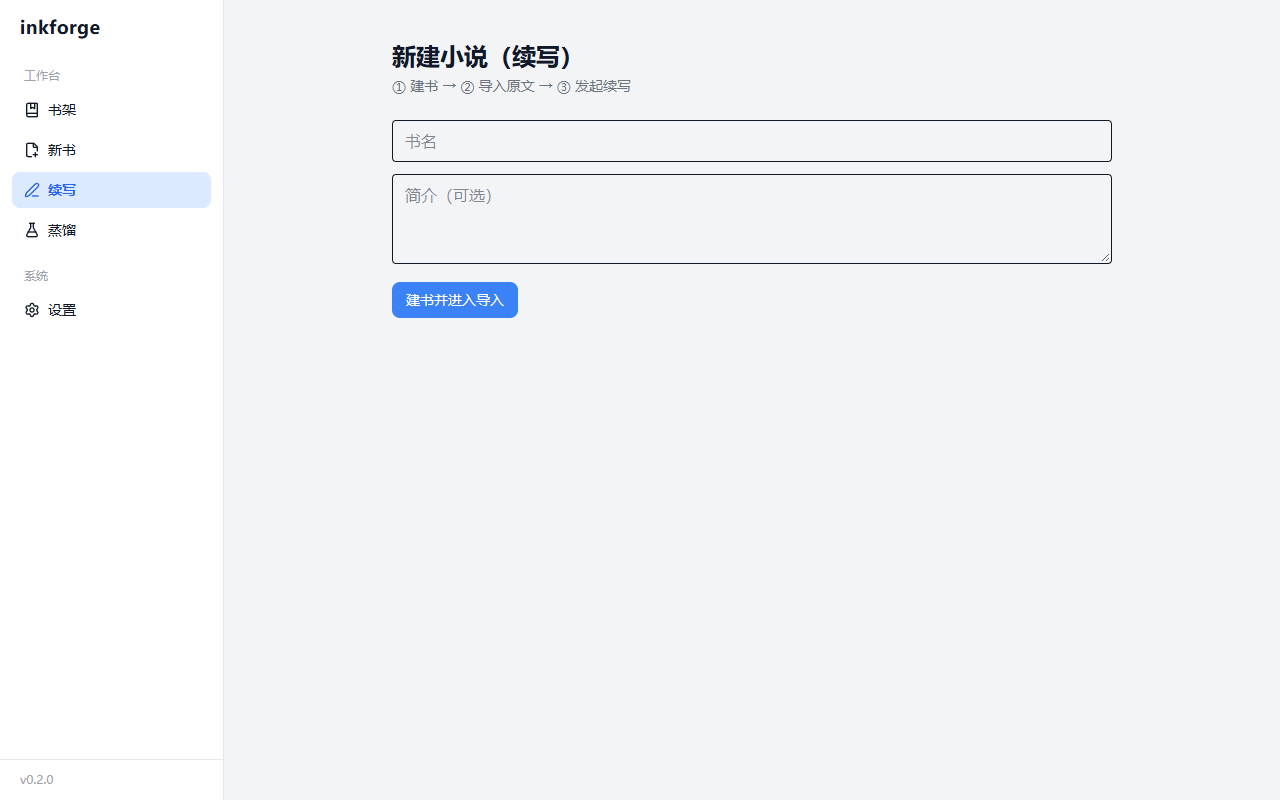 inkforge
工作台
书架
新书
续写
蒸馏
系统
设置
v0.2.0
新建小说（续写）
① 建书 → ② 导入原文 → ③ 发起续写
书名
简介（可选）
建书并进入导入